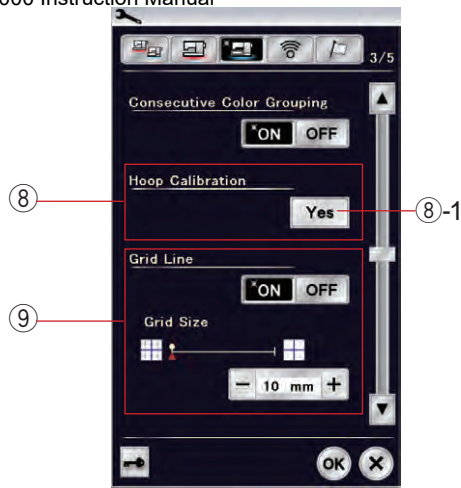 000 Instruction Manual
3/5
Consecutive Color Grouping
*ON OFF
Hoop Calibration
⑧
Yes
⑧-1
Grid Line
*ON OFF
⑨
Grid Size
− 10 mm +
OK